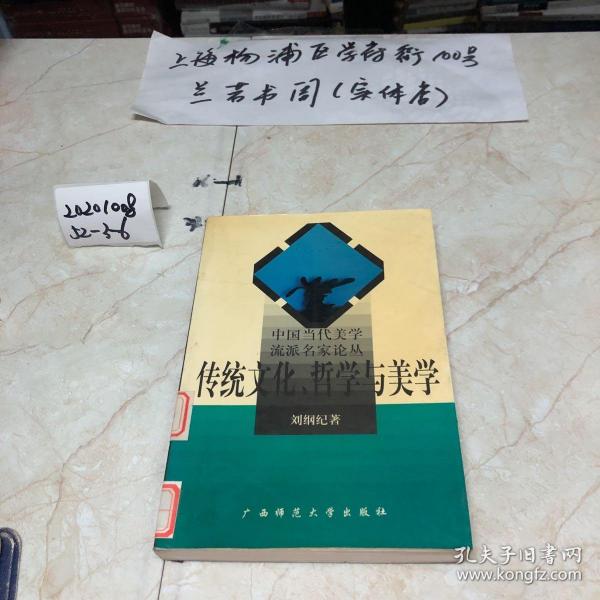 上海杨浦区学府街100号
兰若书阁(实体店)
20201008
52-3-6
中国当代美学
流派名家论丛
传统文化、哲学与美学
刘纲纪著
广西师范大学出版社
孔夫子旧书网
www.kongfz.com